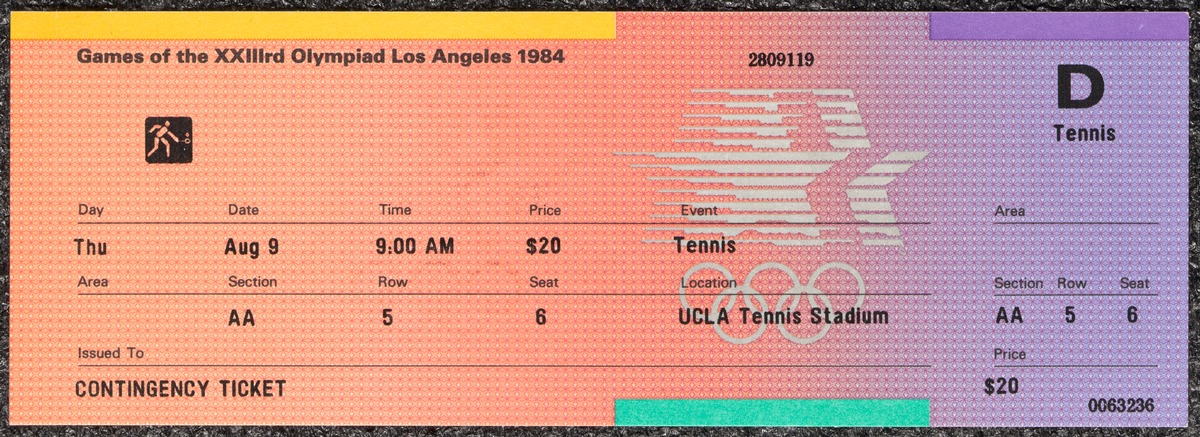 Games of the XXIIIrd Olympiad Los Angeles 1984
2809119
D
Tennis
Day Date Time Price Event Area
Thu Aug 9 9:00 AM $20 Tennis
Area Section Row Seat Location Section Row Seat
AA 5 6 UCLA Tennis Stadium AA 5 6
Issued To Price
CONTINGENCY TICKET $20
0063236